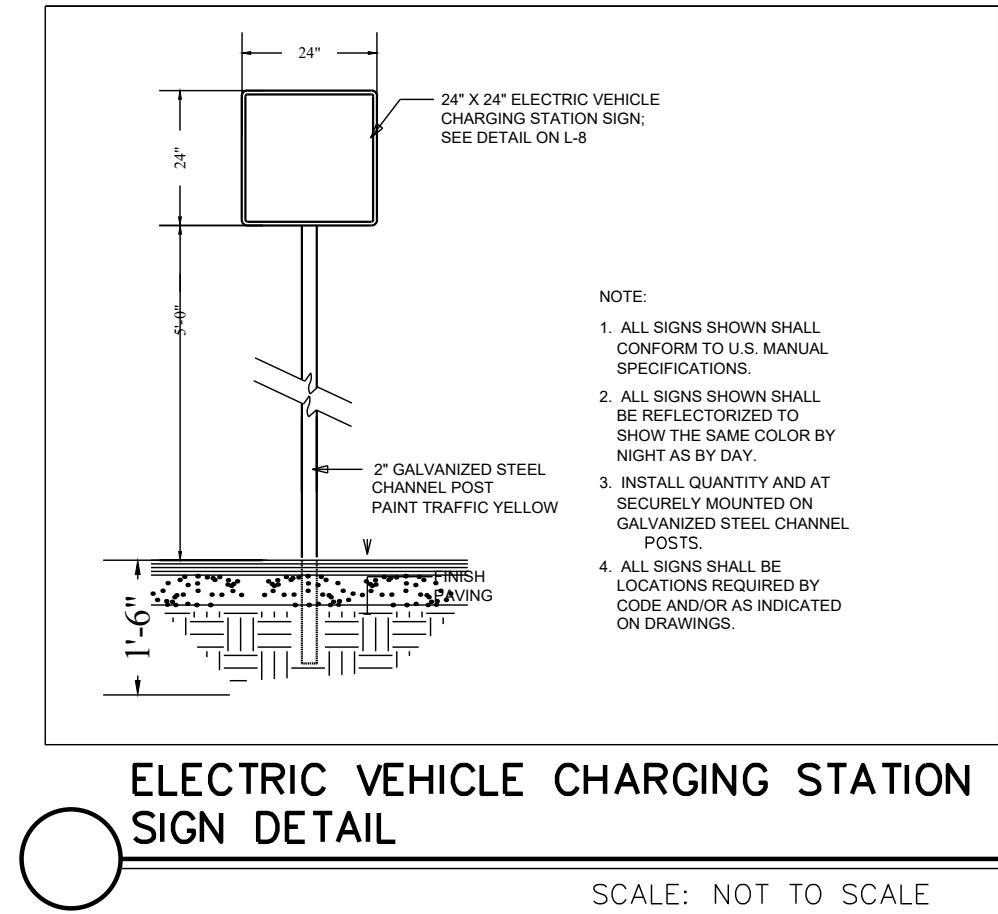 24"
24" X 24" ELECTRIC VEHICLE
CHARGING STATION SIGN;
SEE DETAIL ON L-8
24"
5'-0"
NOTE:
1. ALL SIGNS SHOWN SHALL
CONFORM TO U.S. MANUAL
SPECIFICATIONS.
2. ALL SIGNS SHOWN SHALL
BE REFLECTORIZED TO
SHOW THE SAME COLOR BY
NIGHT AS BY DAY.
3. INSTALL QUANTITY AND AT
SECURELY MOUNTED ON
GALVANIZED STEEL CHANNEL
POSTS.
4. ALL SIGNS SHALL BE
LOCATIONS REQUIRED BY
CODE AND/OR AS INDICATED
ON DRAWINGS.
2" GALVANIZED STEEL
CHANNEL POST
PAINT TRAFFIC YELLOW
FINISH
PAVING
1'-6"
ELECTRIC VEHICLE CHARGING STATION
SIGN DETAIL
SCALE: NOT TO SCALE